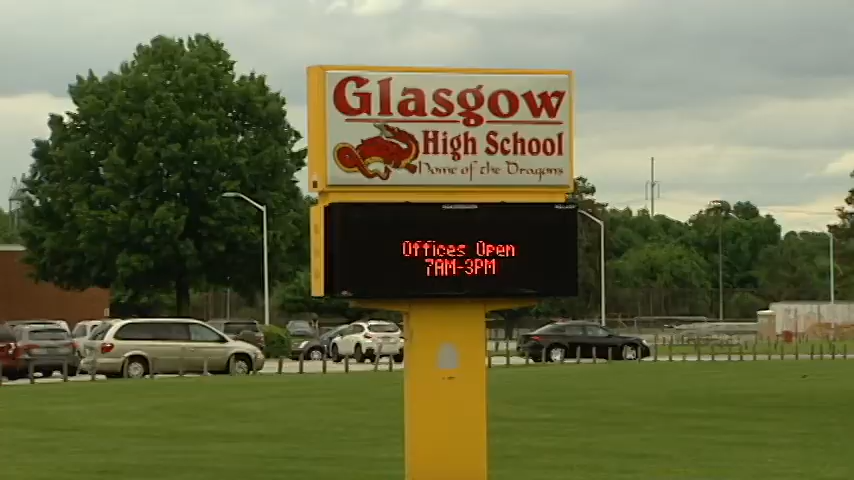 Glasgow
High School
Home of the Dragons
Offices Open
7AM-3PM